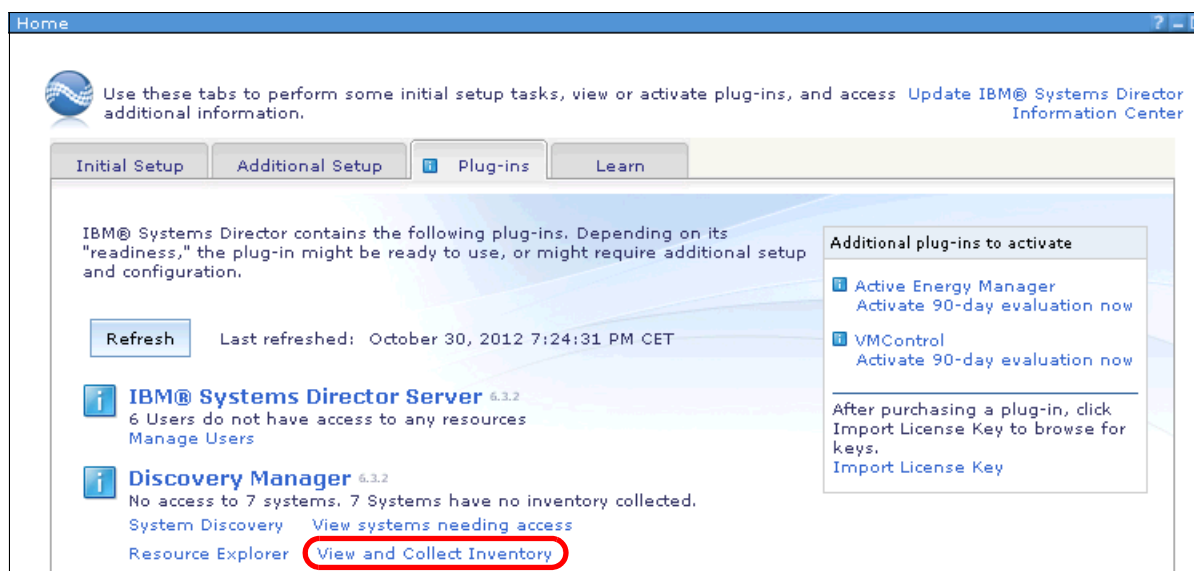 Home
?
Use these tabs to perform some initial setup tasks, view or activate plug-ins, and access
additional information.
Update IBM® Systems Director
Information Center
Initial Setup
Additional Setup
Plug-ins
Learn
IBM® Systems Director contains the following plug-ins. Depending on its
"readiness," the plug-in might be ready to use, or might require additional setup
and configuration.
Refresh
Last refreshed: October 30, 2012 7:24:31 PM CET
IBM® Systems Director Server 6.3.2
6 Users do not have access to any resources
Manage Users
Discovery Manager 6.3.2
No access to 7 systems. 7 Systems have no inventory collected.
System Discovery View systems needing access
Resource Explorer View and Collect Inventory
Additional plug-ins to activate
Active Energy Manager
Activate 90-day evaluation now
VMControl
Activate 90-day evaluation now
After purchasing a plug-in, click
Import License Key to browse for
keys.
Import License Key